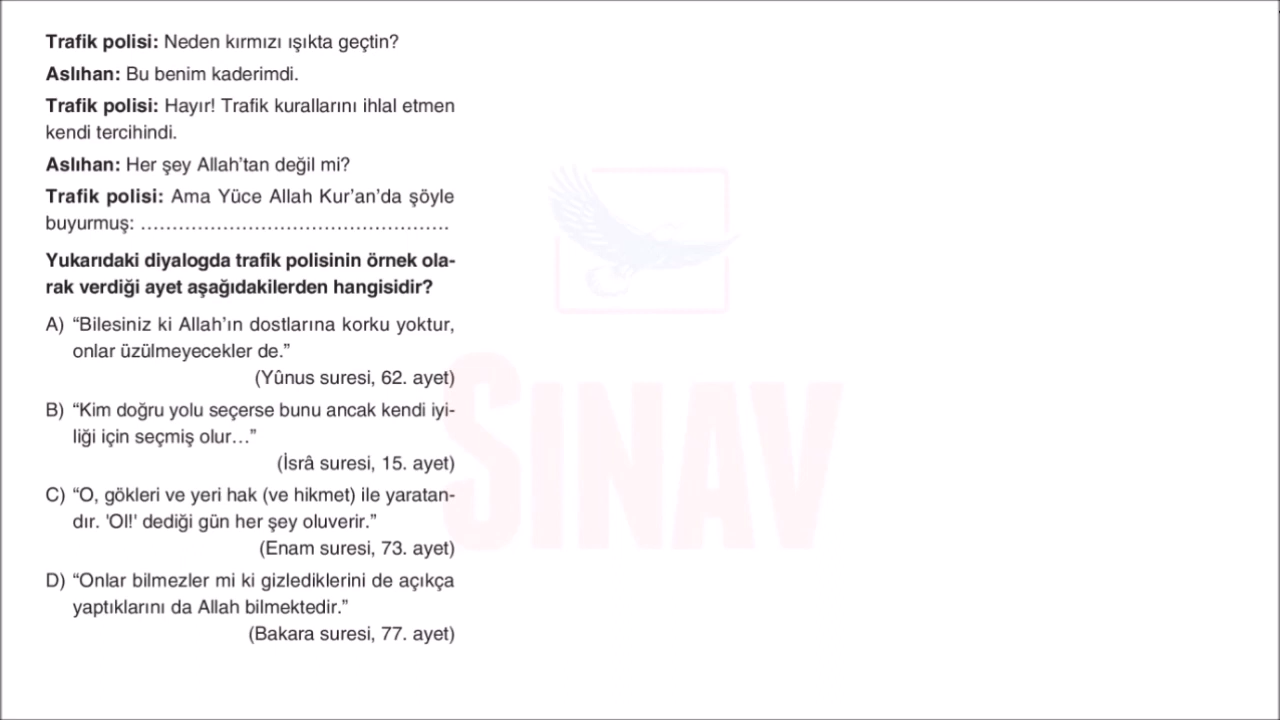 Trafik polisi: Neden kırmızı ışıkta geçtin?
Aslıhan: Bu benim kaderimdi.
Trafik polisi: Hayır! Trafik kurallarını ihlal etmen
kendi tercihindi.
Aslıhan: Her şey Allah'tan değil mi?
Trafik polisi: Ama Yüce Allah Kur'an'da şöyle
buyurmuş: ..................................................
Yukarıdaki diyalogda trafik polisinin örnek ola-
rak verdiği ayet aşağıdakilerden hangisidir?
A) “Bilesiniz ki Allah'ın dostlarına korku yoktur,
onlar üzülmeyecekler de.”
(Yûnus suresi, 62. ayet)
B) “Kim doğru yolu seçerse bunu ancak kendi iyi-
liği için seçmiş olur...”
(İsrâ suresi, 15. ayet)
C) “O, gökleri ve yeri hak (ve hikmet) ile yaratan-
dır. 'Ol!' dediği gün her şey oluverir.”
(Enam suresi, 73. ayet)
D) “Onlar bilmezler mi ki gizlediklerini de açıkça
yaptıklarını da Allah bilmektedir.”
(Bakara suresi, 77. ayet)
SINAV